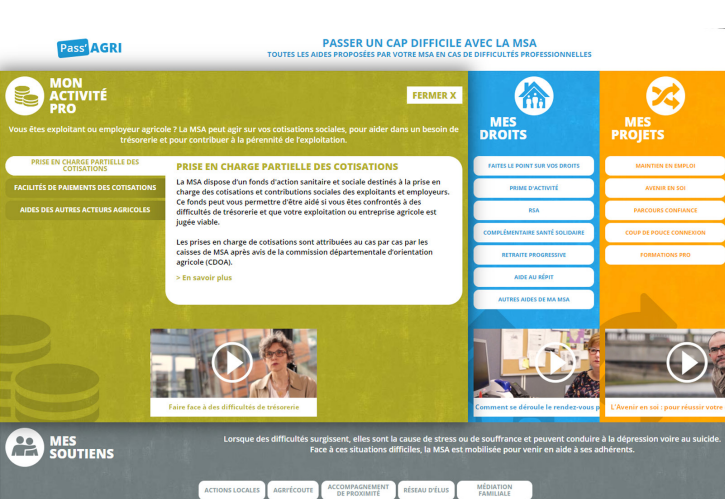 Pass'AGRI
PASSER UN CAP DIFFICILE AVEC LA MSA
TOUTES LES AIDES PROPOSÉES PAR VOTRE MSA EN CAS DE DIFFICULTÉS PROFESSIONNELLES
MON
ACTIVITÉ
PRO
FERMER X
Vous êtes exploitant ou employeur agricole ? La MSA peut agir sur vos cotisations sociales, pour aider dans un besoin de
trésorerie et pour contribuer à la pérennité de l'exploitation.
PRISE EN CHARGE PARTIELLE DES
COTISATIONS
FACILITÉS DE PAIEMENTS DES COTISATIONS
AIDES DES AUTRES ACTEURS AGRICOLES
PRISE EN CHARGE PARTIELLE DES COTISATIONS
La MSA dispose d'un fonds d'action sanitaire et sociale destinés à la prise en
charge des cotisations et contributions sociales des exploitants et employeurs.
Ce fonds peut vous permettre d'être aidé si vous êtes confrontés à des
difficultés de trésorerie et que votre exploitation ou entreprise agricole est
jugée viable.
Les prises en charge de cotisations sont attribuées au cas par cas par les
caisses de MSA après avis de la commission départementale d'orientation
agricole (CDOA).
> En savoir plus
Faire face à des difficultés de trésorerie
MES
DROITS
FAITES LE POINT SUR VOS DROITS
PRIME D'ACTIVITÉ
RSA
COMPLÉMENTAIRE SANTÉ SOLIDAIRE
RETRAITE PROGRESSIVE
AIDE AU RÉPIT
AUTRES AIDES DE MA MSA
Comment se déroule le rendez-vous p
MES
PROJETS
MAINTIEN EN EMPLOI
AVENIR EN SOI
PARCOURS CONFIANCE
COUP DE POUCE CONNEXION
FORMATIONS PRO
L'Avenir en soi : pour réussir votre
MES
SOUTIENS
Lorsque des difficultés surgissent, elles sont la cause de stress ou de souffrance et peuvent conduire à la dépression voire au suicide.
Face à ces situations difficiles, la MSA est mobilisée pour venir en aide à ses adhérents.
ACTIONS LOCALES
AGRI'ÉCOUTE
ACCOMPAGNEMENT
DE PROXIMITÉ
RÉSEAU D'ÉLUS
MÉDIATION
FAMILIALE